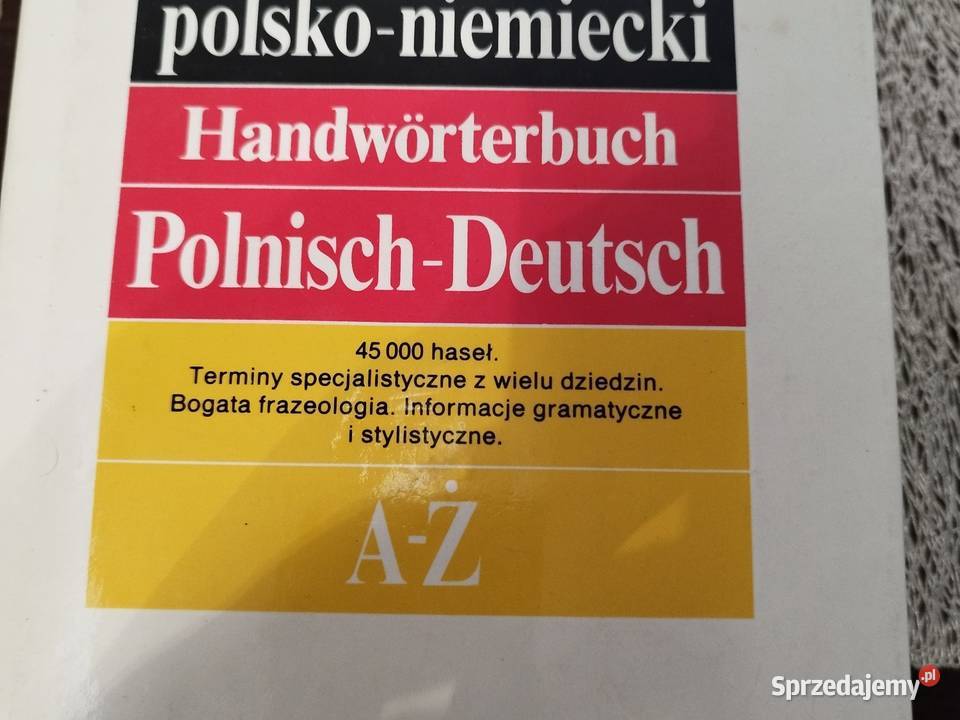 polsko-niemiecki
Handwörterbuch
Polnisch-Deutsch
45 000 haseł.
Terminy specjalistyczne z wielu dziedzin.
Bogata frazeologia. Informacje gramatyczne
i stylistyczne.
A-Ż
Sprzedajemy.pl